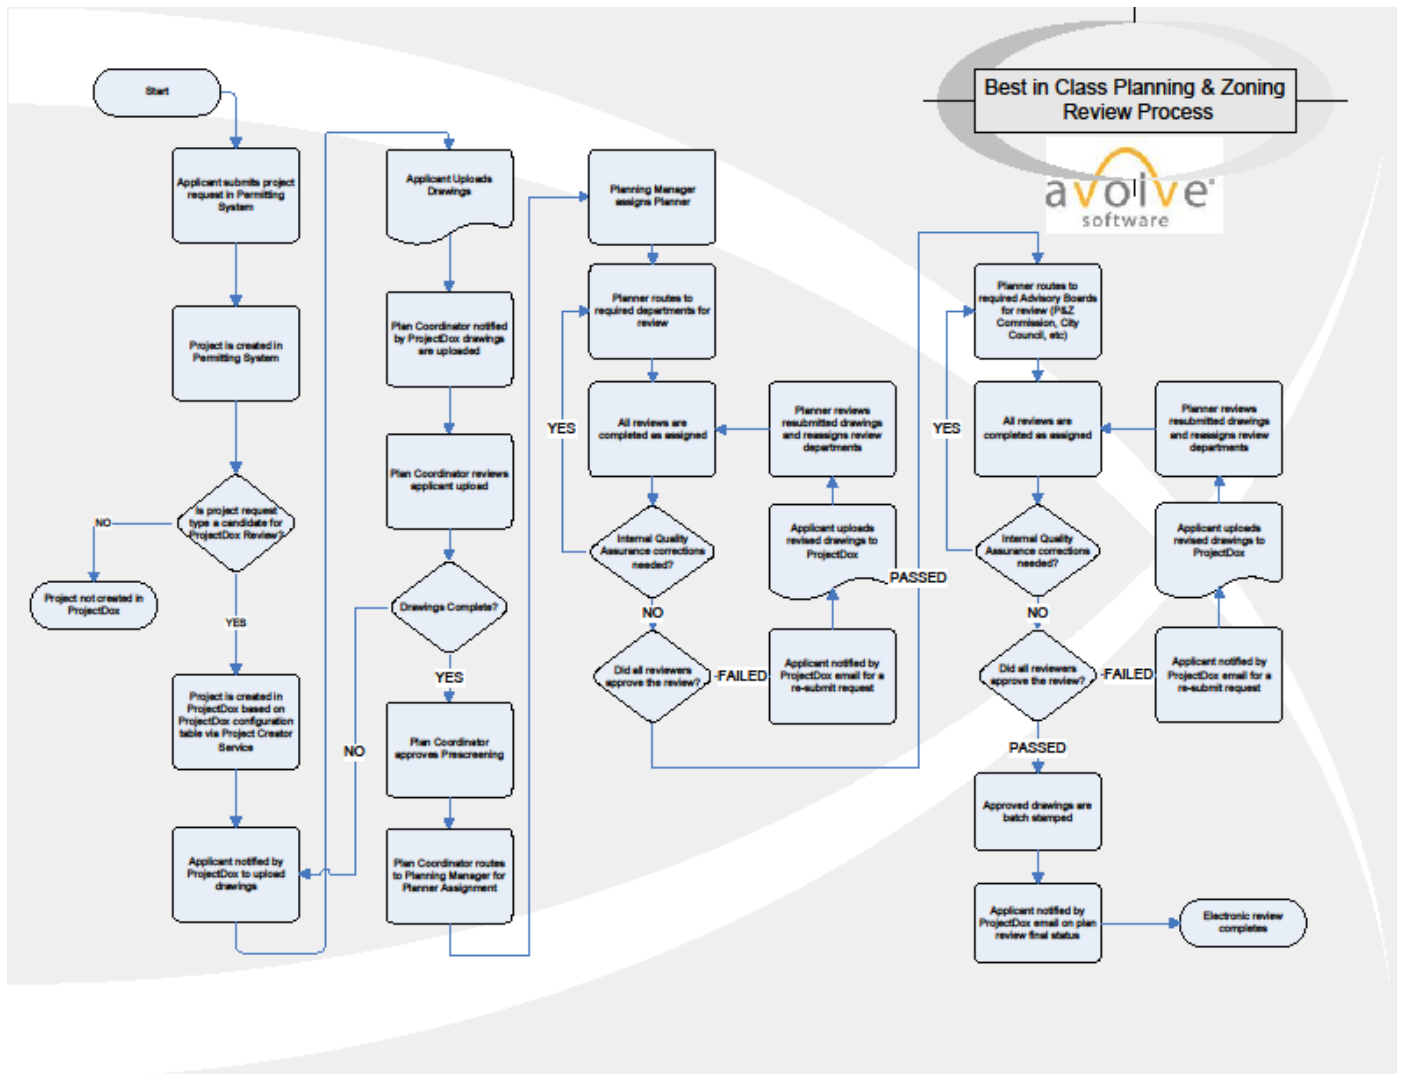 Best in Class Planning & Zoning
Review Process
avolve
software
Start
Applicant submits project
request in Permitting
System
Project is created in
Permitting System
Is project request
type a candidate for
ProjectDox Review?
NO
Project not created in
ProjectDox
YES
Project is created in
ProjectDox based on
ProjectDox configuration
table via Project Creator
Service
Applicant notified by
ProjectDox to upload
drawings
Applicant Uploads
Drawings
Plan Coordinator notified
by ProjectDox drawings
are uploaded
Plan Coordinator reviews
applicant upload
Drawings Complete?
NO
YES
Plan Coordinator
approves Prescreening
Plan Coordinator routes
to Planning Manager for
Planner Assignment
Planning Manager
assigns Planner
Planner routes to
required departments for
review
All reviews are
completed as assigned
YES
Internal Quality
Assurance corrections
needed?
NO
Did all reviewers
approve the review?
-FAILED
Applicant notified by
ProjectDox email for a
re-submit request
Applicant uploads
revised drawings to
ProjectDox
Planner reviews
resubmitted drawings
and reassigns review
departments
PASSED
Planner routes to
required Advisory Boards
for review (P&Z
Commission, City
Council, etc)
All reviews are
completed as assigned
YES
Internal Quality
Assurance corrections
needed?
NO
Did all reviewers
approve the review?
-FAILED
Applicant notified by
ProjectDox email for a
re-submit request
Applicant uploads
revised drawings to
ProjectDox
Planner reviews
resubmitted drawings
and reassigns review
departments
PASSED
Approved drawings are
batch stamped
Applicant notified by
ProjectDox email on plan
review final status
Electronic review
completes